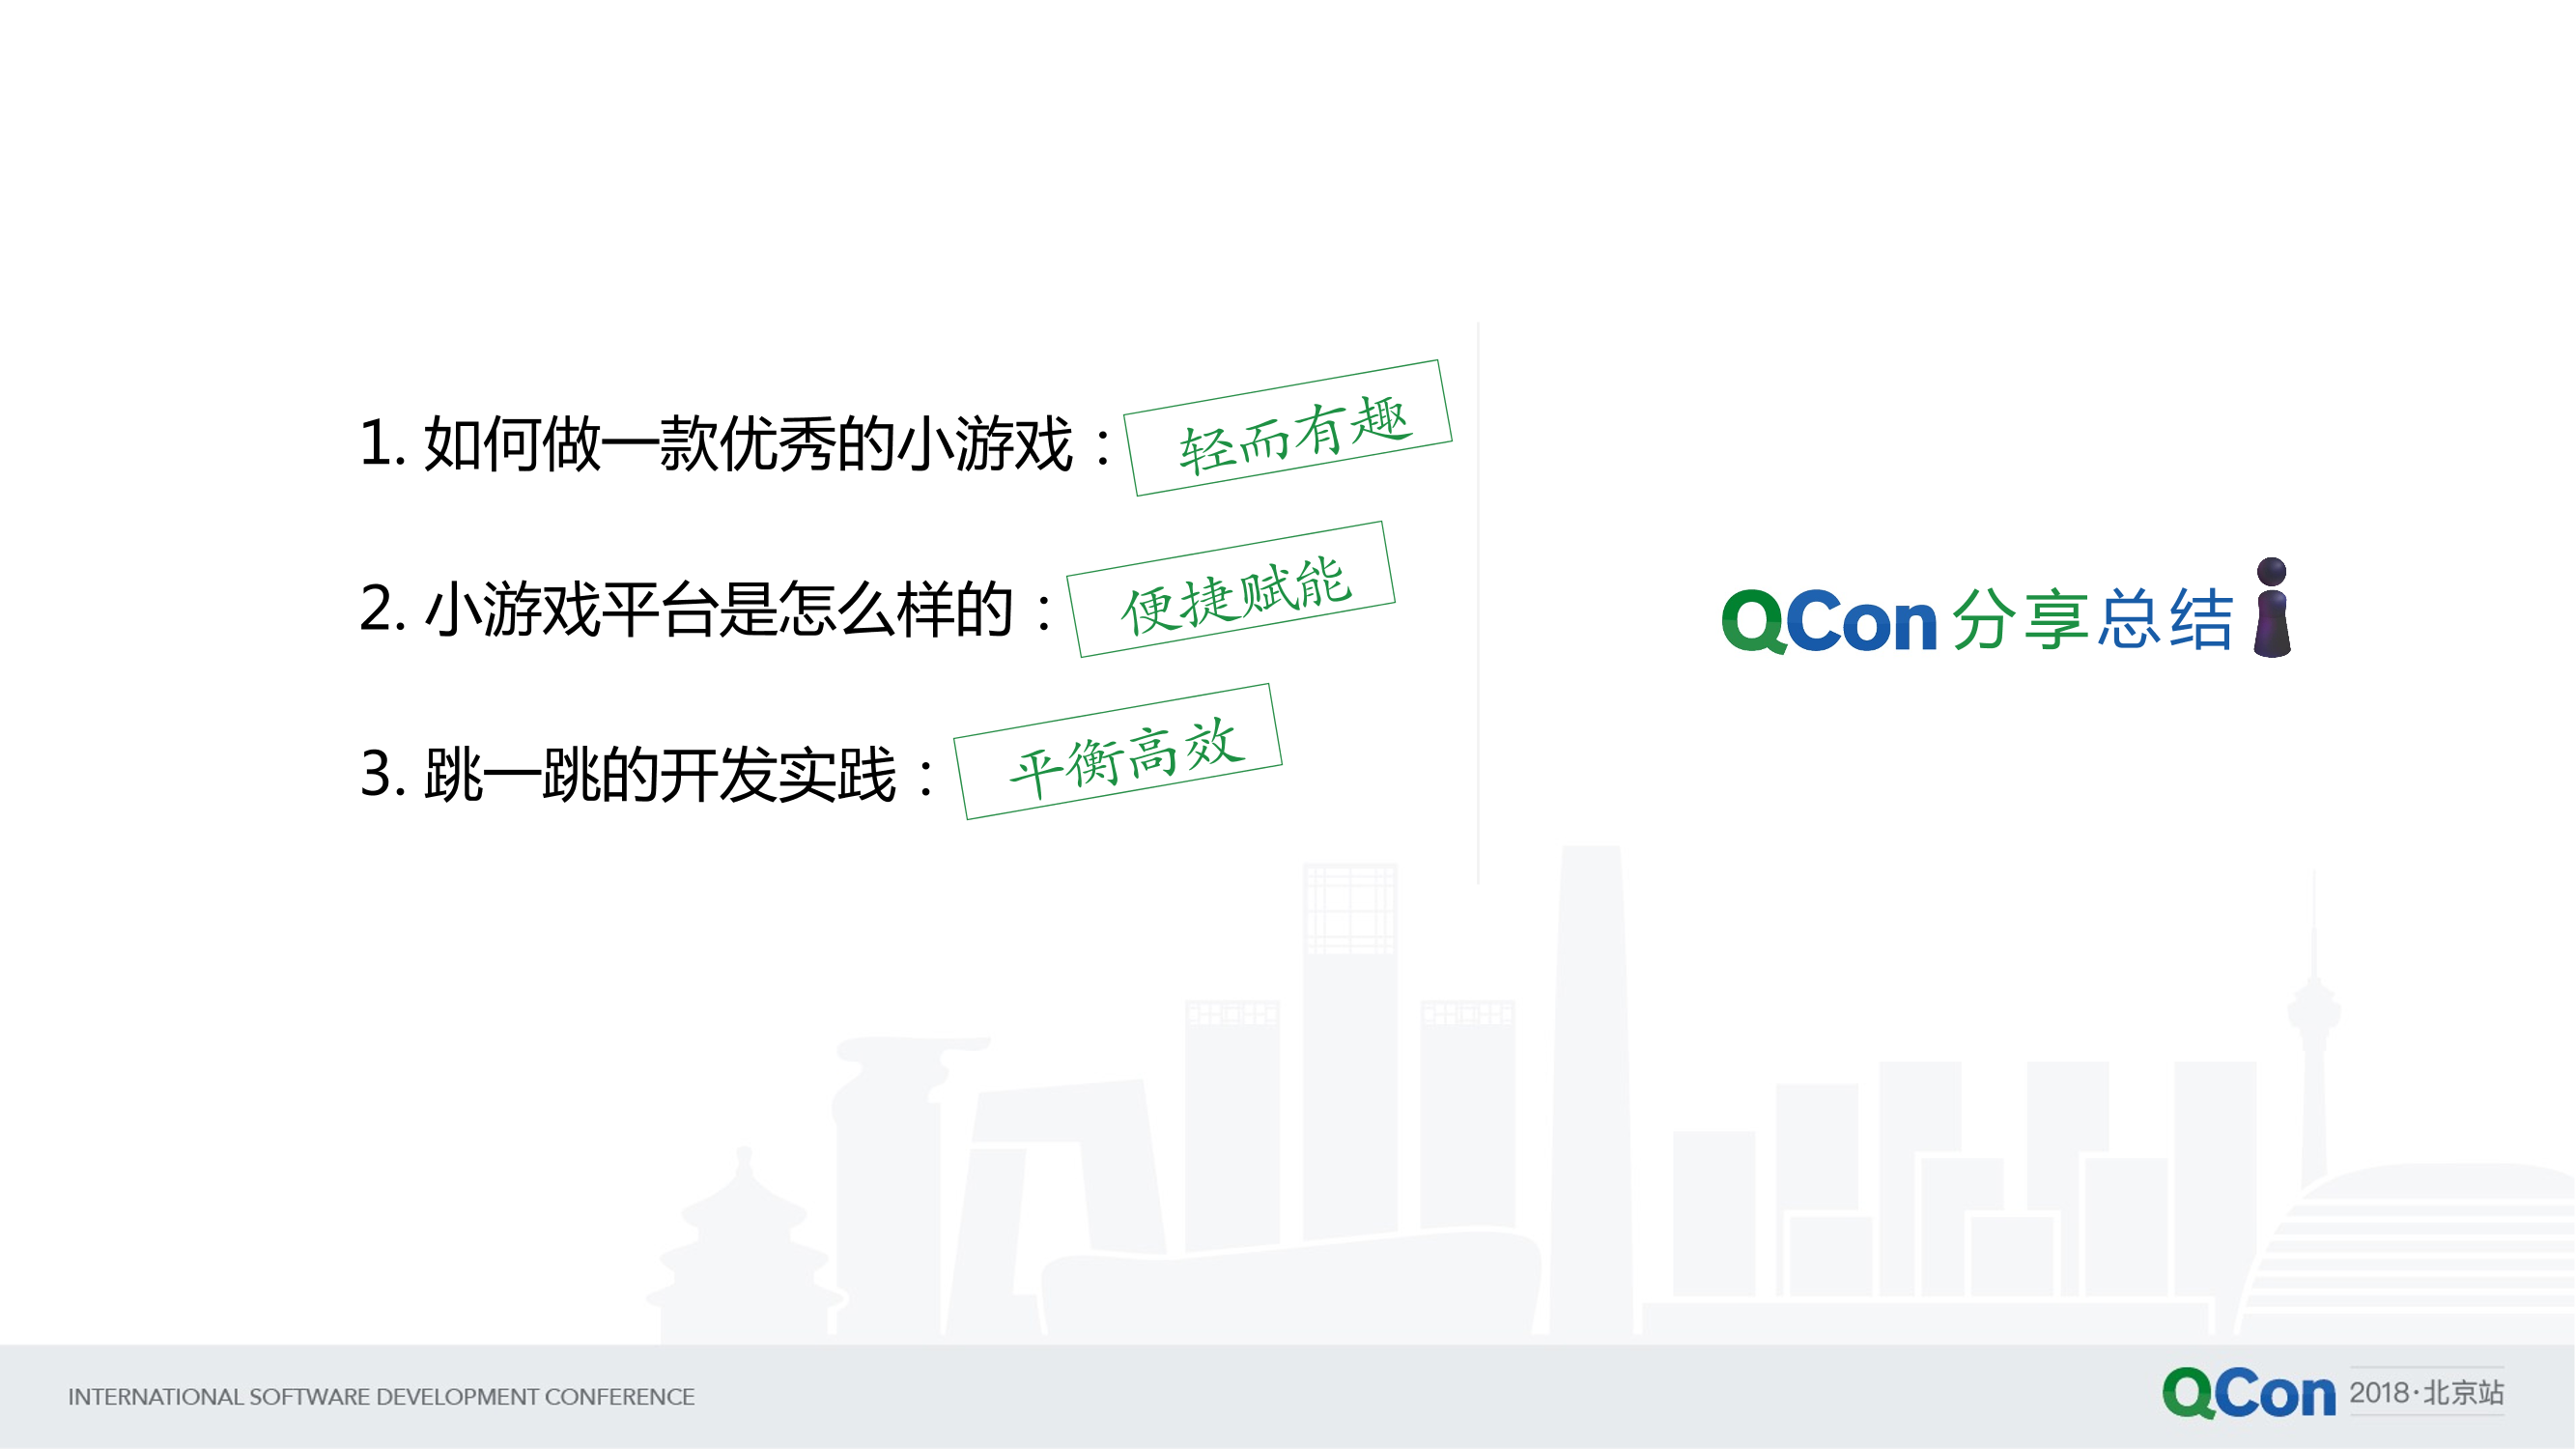 1. 如何做一款优秀的小游戏：轻而有趣
2. 小游戏平台是怎么样的：便捷赋能
3. 跳一跳的开发实践：平衡高效
QCon 分享总结
INTERNATIONAL SOFTWARE DEVELOPMENT CONFERENCE
QCon 2018·北京站